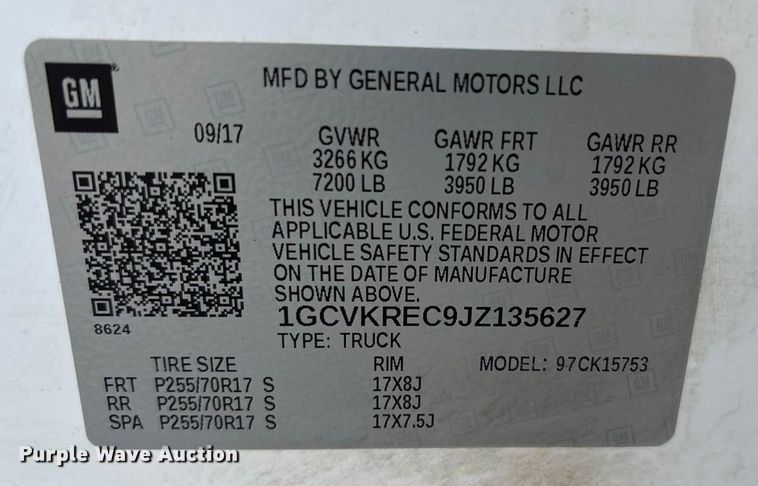 GM
MFD BY GENERAL MOTORS LLC
09/17 GVWR GAWR FRT GAWR RR
3266 KG 1792 KG 1792 KG
7200 LB 3950 LB 3950 LB
THIS VEHICLE CONFORMS TO ALL
APPLICABLE U.S. FEDERAL MOTOR
VEHICLE SAFETY STANDARDS IN EFFECT
ON THE DATE OF MANUFACTURE
SHOWN ABOVE.
8624
1GCVKREC9JZ135627
TYPE: TRUCK
TIRE SIZE RIM MODEL: 97CK15753
FRT P255/70R17 S 17X8J
RR P255/70R17 S 17X8J
SPA P255/70R17 S 17X7.5J
Purple Wave Auction